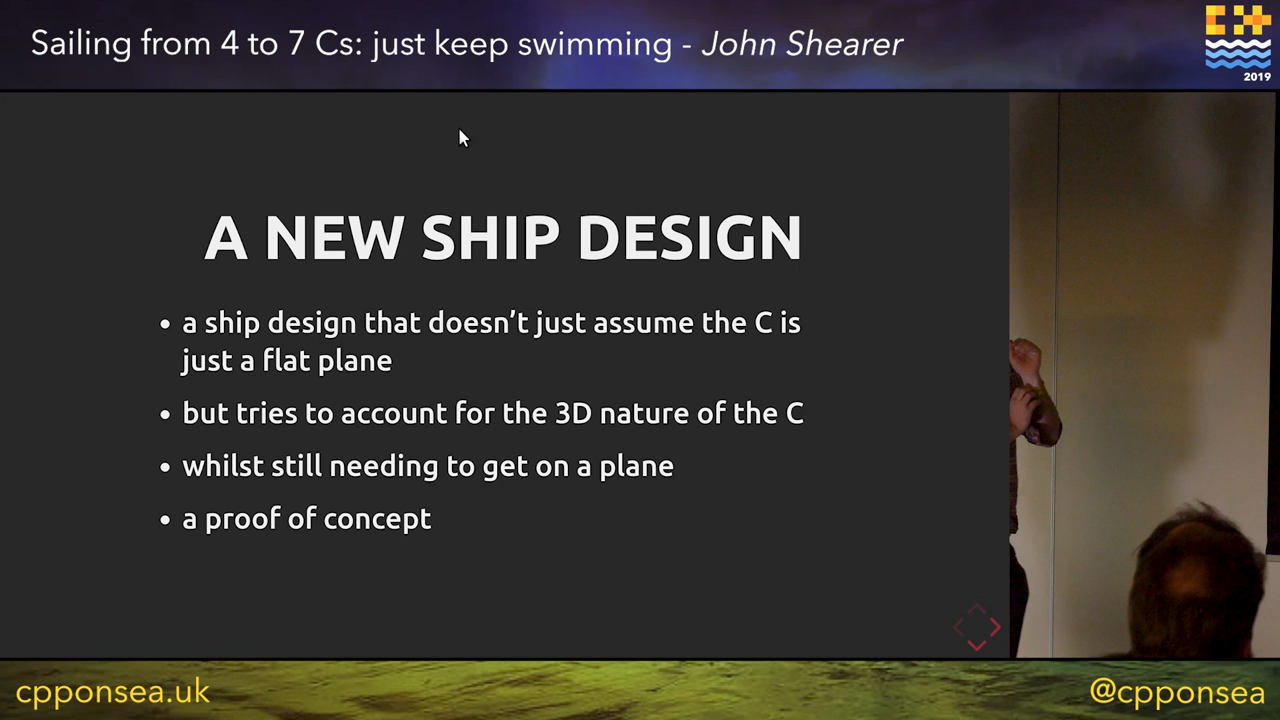 Sailing from 4 to 7 Cs: just keep swimming - John Shearer
2019
A NEW SHIP DESIGN
• a ship design that doesn’t just assume the C is
just a flat plane
• but tries to account for the 3D nature of the C
• whilst still needing to get on a plane
• a proof of concept
cpponsea.uk
@cpponsea